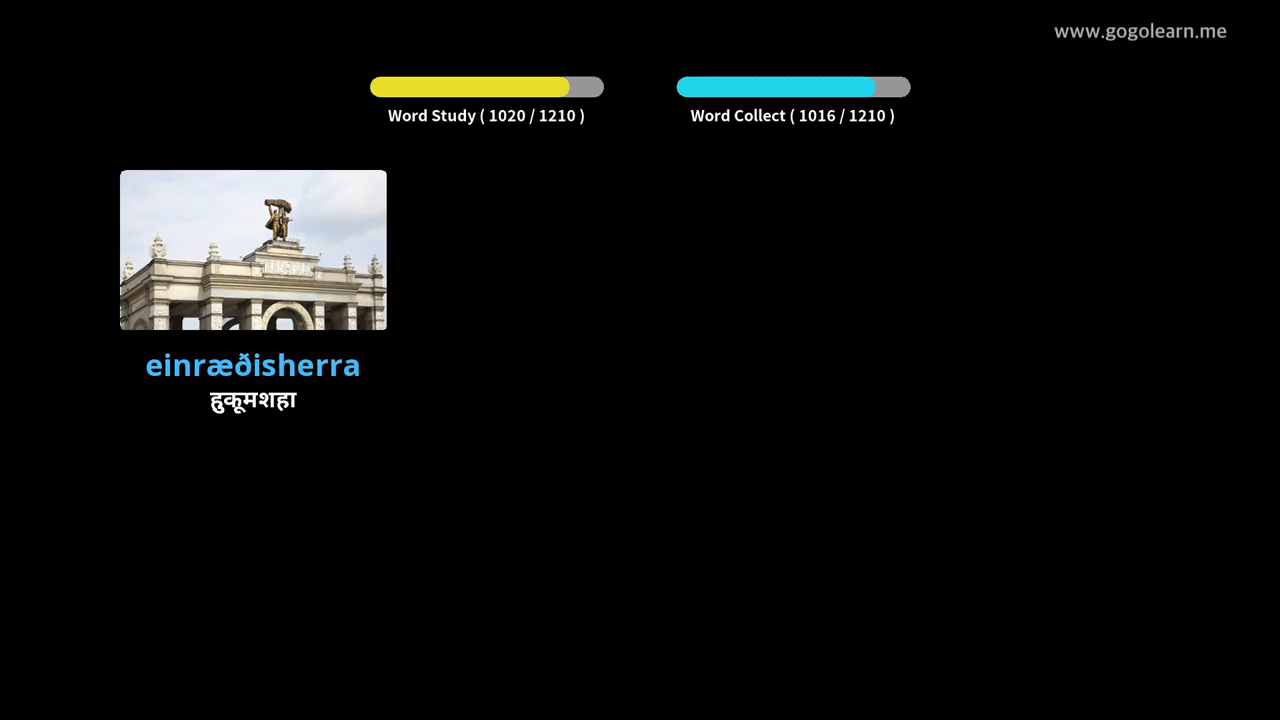 www.gogolearn.me
Word Study ( 1020 / 1210 )
Word Collect ( 1016 / 1210 )
einræðisherra
हुकूमशहा